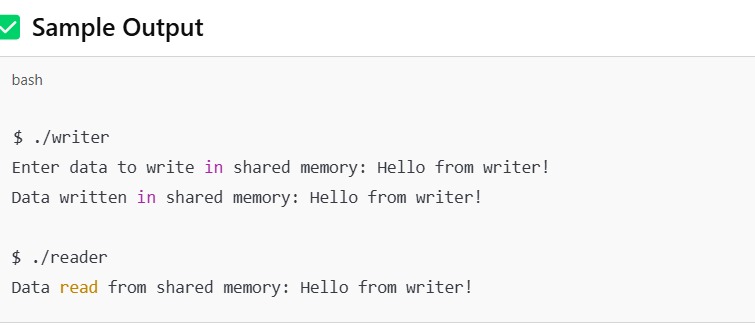 Sample Output
bash
$ ./writer
Enter data to write in shared memory: Hello from writer!
Data written in shared memory: Hello from writer!
$ ./reader
Data read from shared memory: Hello from writer!